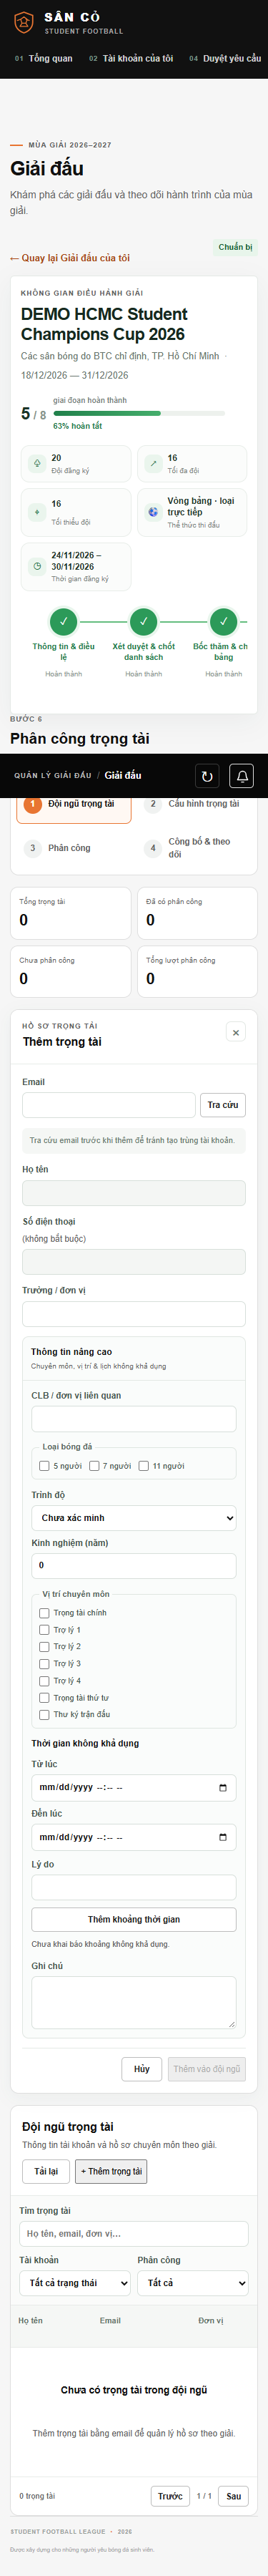 SÂN CỎ
STUDENT FOOTBALL
01 Tổng quan 02 Tài khoản của tôi 04 Duyệt yêu cầu
MÙA GIẢI 2026–2027
Giải đấu
Khám phá các giải đấu và theo dõi hành trình của mùa
giải.
Chuẩn bị
← Quay lại Giải đấu của tôi
KHÔNG GIAN ĐIỀU HÀNH GIẢI
DEMO HCMC Student
Champions Cup 2026
Các sân bóng do BTC chỉ định, TP. Hồ Chí Minh ·
18/12/2026 — 31/12/2026
5 / 8
giai đoạn hoàn thành
63% hoàn tất
20
Đội đăng ký
16
Tối đa đội
16
Tối thiểu đội
Vòng bảng · loại
trực tiếp
Thể thức thi đấu
24/11/2026 –
30/11/2026
Thời gian đăng ký
Thông tin & điều
lệ
Hoàn thành
Xét duyệt & chốt
danh sách
Hoàn thành
Bốc thăm & ch
bảng
Hoàn thành
BƯỚC 6
Phân công trọng tài
QUẢN LÝ GIẢI ĐẤU / Giải đấu
1 Đội ngũ trọng tài
2 Cấu hình trọng tài
3 Phân công
4 Công bố & theo
dõi
Tổng trọng tài
0
Đã có phân công
0
Chưa phân công
0
Tổng lượt phân công
0
HỒ SƠ TRỌNG TÀI
Thêm trọng tài
×
Email
Tra cứu
Tra cứu email trước khi thêm để tránh tạo trùng tài khoản.
Họ tên
Số điện thoại
(không bắt buộc)
Trường / đơn vị
Thông tin nâng cao
Chuyên môn, vị trí & lịch không khả dụng
CLB / đơn vị liên quan
Loại bóng đá
5 người 7 người 11 người
Trình độ
Chưa xác minh
Kinh nghiệm (năm)
0
Vị trí chuyên môn
Trọng tài chính
Trợ lý 1
Trợ lý 2
Trợ lý 3
Trợ lý 4
Trọng tài thứ tư
Thư ký trận đấu
Thời gian không khả dụng
Từ lúc
mm/dd/yyyy --:-- --
Đến lúc
mm/dd/yyyy --:-- --
Lý do
Thêm khoảng thời gian
Chưa khai báo khoảng không khả dụng.
Ghi chú
Hủy Thêm vào đội ngũ
Đội ngũ trọng tài
Thông tin tài khoản và hồ sơ chuyên môn theo giải.
Tải lại + Thêm trọng tài
Tìm trọng tài
Họ tên, email, đơn vị...
Tài khoản Phân công
Tất cả trạng thái Tất cả
Họ tên Email Đơn vị
Chưa có trọng tài trong đội ngũ
Thêm trọng tài bằng email để quản lý hồ sơ theo giải.
0 trọng tài Trước 1 / 1 Sau
STUDENT FOOTBALL LEAGUE • 2026
Được xây dựng cho những người yêu bóng đá sinh viên.